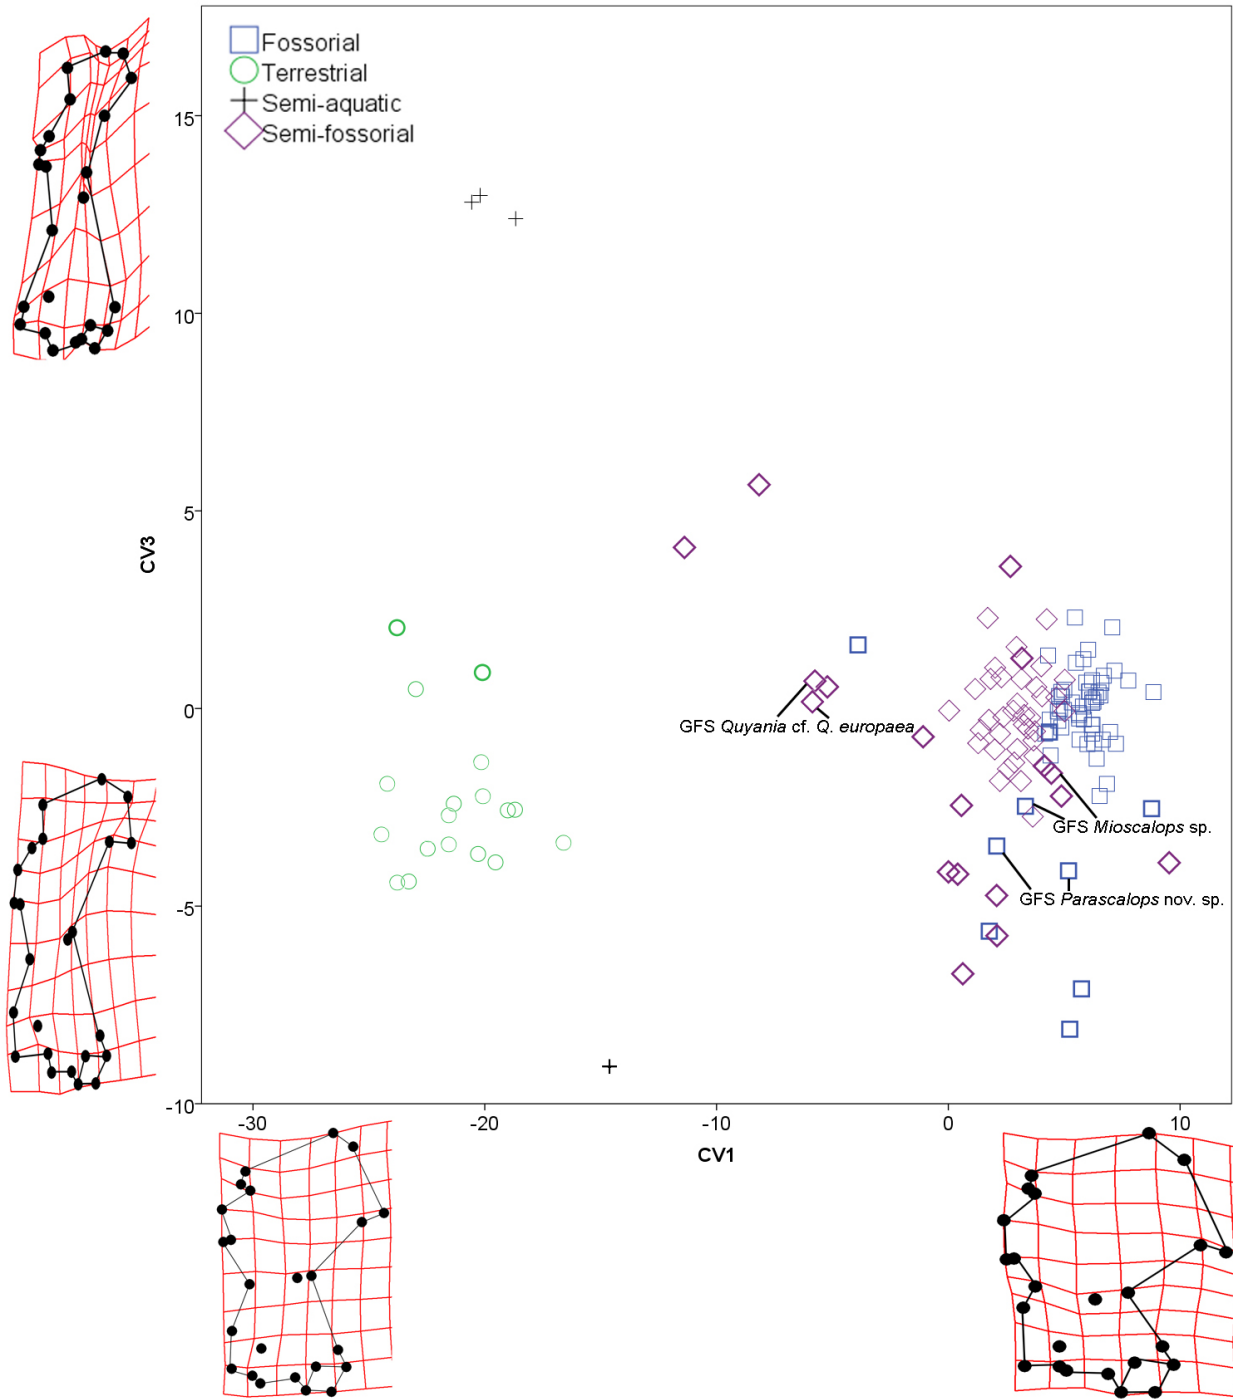 Fossorial
Terrestrial
Semi-aquatic
Semi-fossorial
15
10
5
0
-5
-10
CV3
GFS Quyania cf. Q. europaea
GFS Mioscalops sp.
GFS Parascalops nov. sp.
-30
-20
-10
0
10
CV1